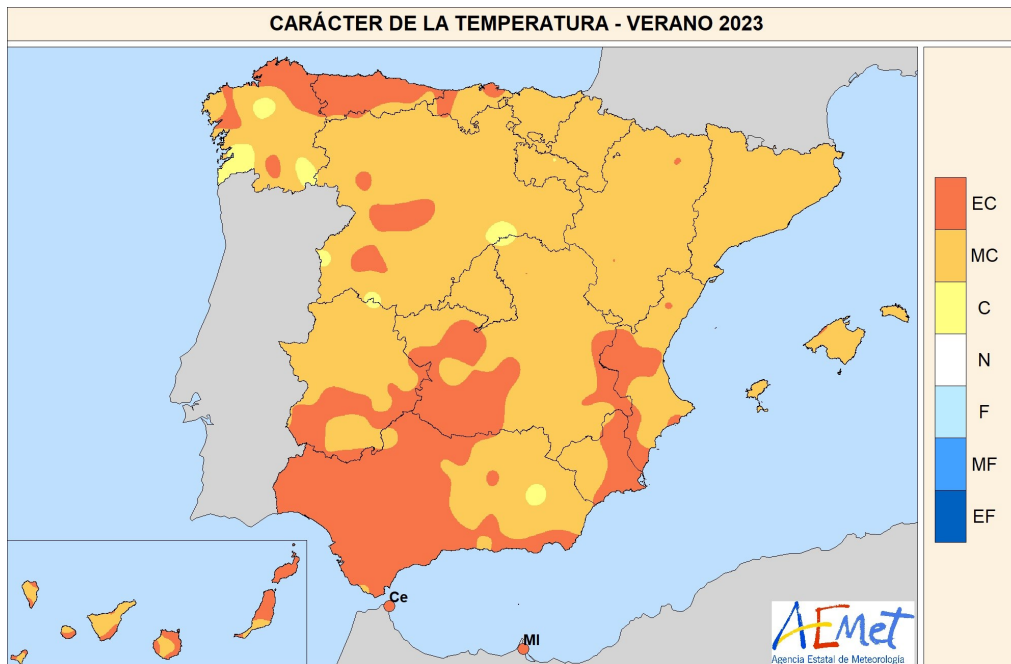 CARÁCTER DE LA TEMPERATURA - VERANO 2023
EC
MC
C
N
F
MF
EF
Ce
Ml
AEMet
Agencia Estatal de Meteorología